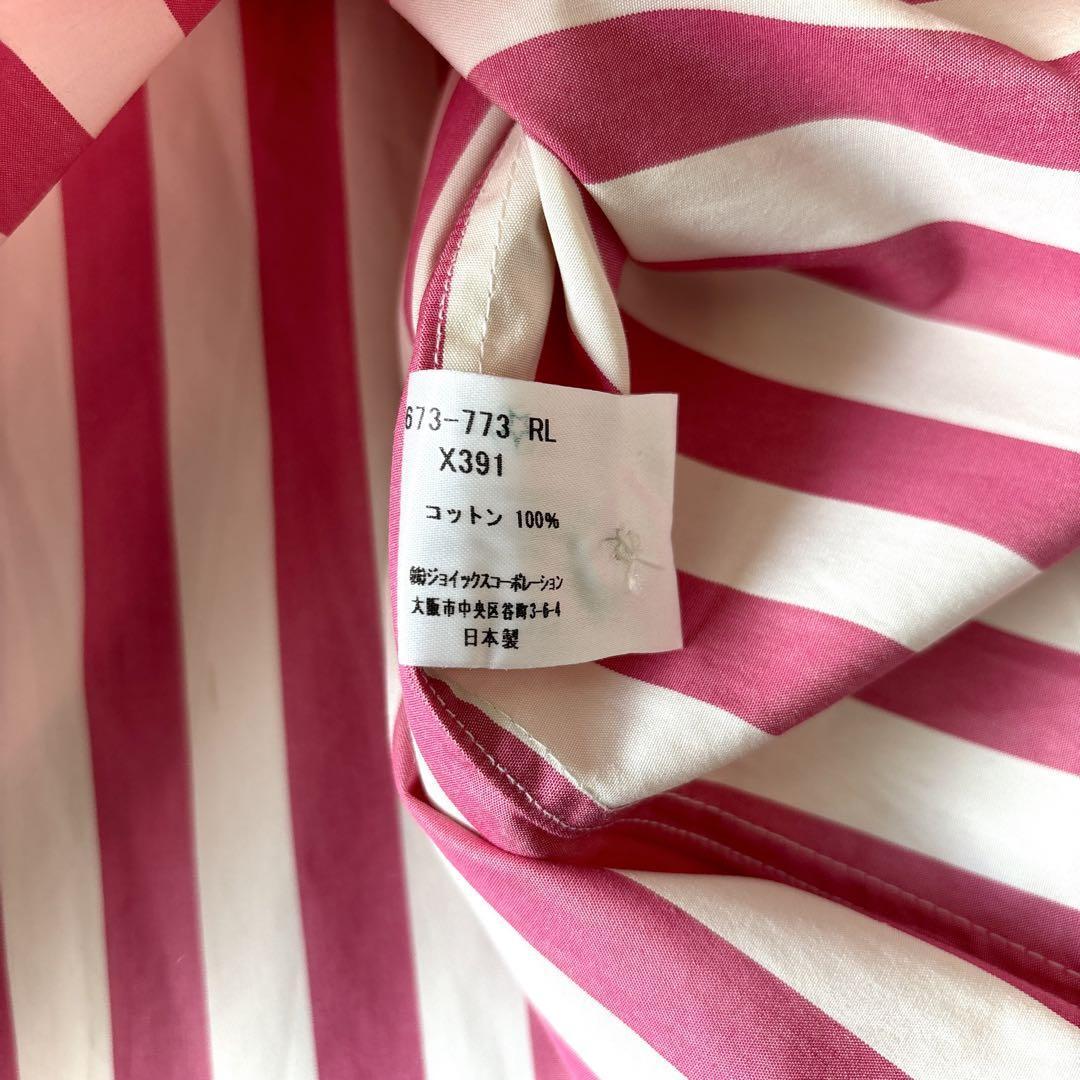 673-773 RL
X391
コットン 100%
㈱ジョイックスコーポレーション
大阪市中央区谷町3-6-4
日本製